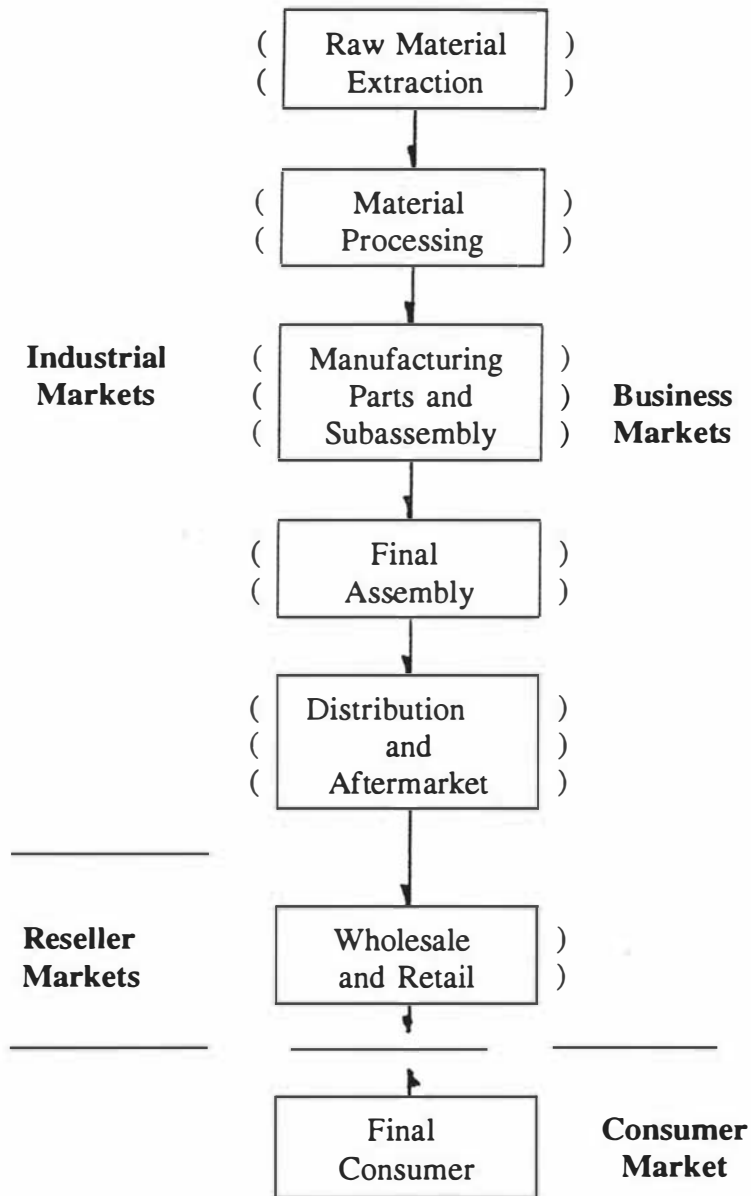 ( Raw Material )
( Extraction )
( Material )
( Processing )
Industrial
Markets
( Manufacturing )
( Parts and )
( Subassembly )
Business
Markets
( Final )
( Assembly )
( Distribution )
( and )
( Aftermarket )
Reseller
Markets
Wholesale )
and Retail )
Final
Consumer
Consumer
Market